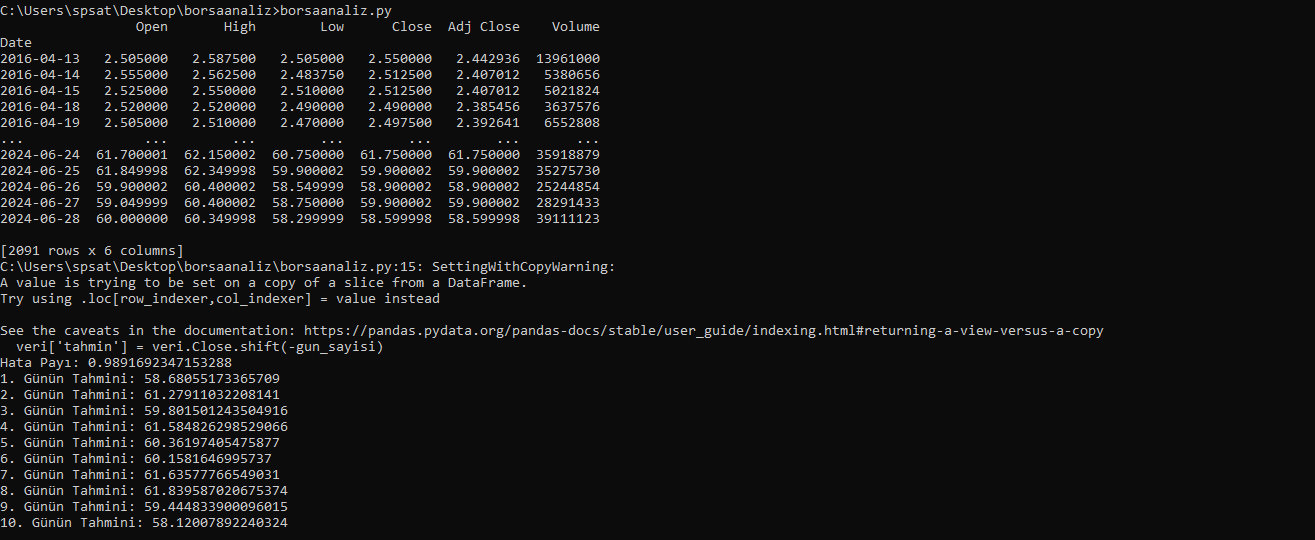 C:\Users\spsat\Desktop\borsaanaliz>borsaanaliz.py
Open High Low Close Adj Close Volume
Date
2016-04-13 2.505000 2.587500 2.505000 2.550000 2.442936 13961000
2016-04-14 2.555000 2.562500 2.483750 2.512500 2.407012 5380656
2016-04-15 2.525000 2.550000 2.510000 2.512500 2.407012 5021824
2016-04-18 2.520000 2.520000 2.490000 2.490000 2.385456 3637576
2016-04-19 2.505000 2.510000 2.470000 2.497500 2.392641 6552808
... ... ... ... ... ... ...
2024-06-24 61.700001 62.150002 60.750000 61.750000 61.750000 35918879
2024-06-25 61.849998 62.349998 59.900002 59.900002 59.900002 35275730
2024-06-26 59.900002 60.400002 58.549999 58.900002 58.900002 25244854
2024-06-27 59.049999 60.400002 58.750000 59.900002 59.900002 28291433
2024-06-28 60.000000 60.349998 58.299999 58.599998 58.599998 39111123
[2091 rows x 6 columns]
C:\Users\spsat\Desktop\borsaanaliz\borsaanaliz.py:15: SettingWithCopyWarning:
A value is trying to be set on a copy of a slice from a DataFrame.
Try using .loc[row_indexer,col_indexer] = value instead
See the caveats in the documentation: https://pandas.pydata.org/pandas-docs/stable/user_guide/indexing.html#returning-a-view-versus-a-copy
veri['tahmin'] = veri.Close.shift(-gun_sayisi)
Hata Payı: 0.9891692347153288
1. Günün Tahmini: 58.68055173365709
2. Günün Tahmini: 61.27911032208141
3. Günün Tahmini: 59.801501243504916
4. Günün Tahmini: 61.584826298529066
5. Günün Tahmini: 60.36197405475877
6. Günün Tahmini: 60.1581646995737
7. Günün Tahmini: 61.63577766549031
8. Günün Tahmini: 61.839587020675374
9. Günün Tahmini: 59.444833900096015
10. Günün Tahmini: 58.12007892240324